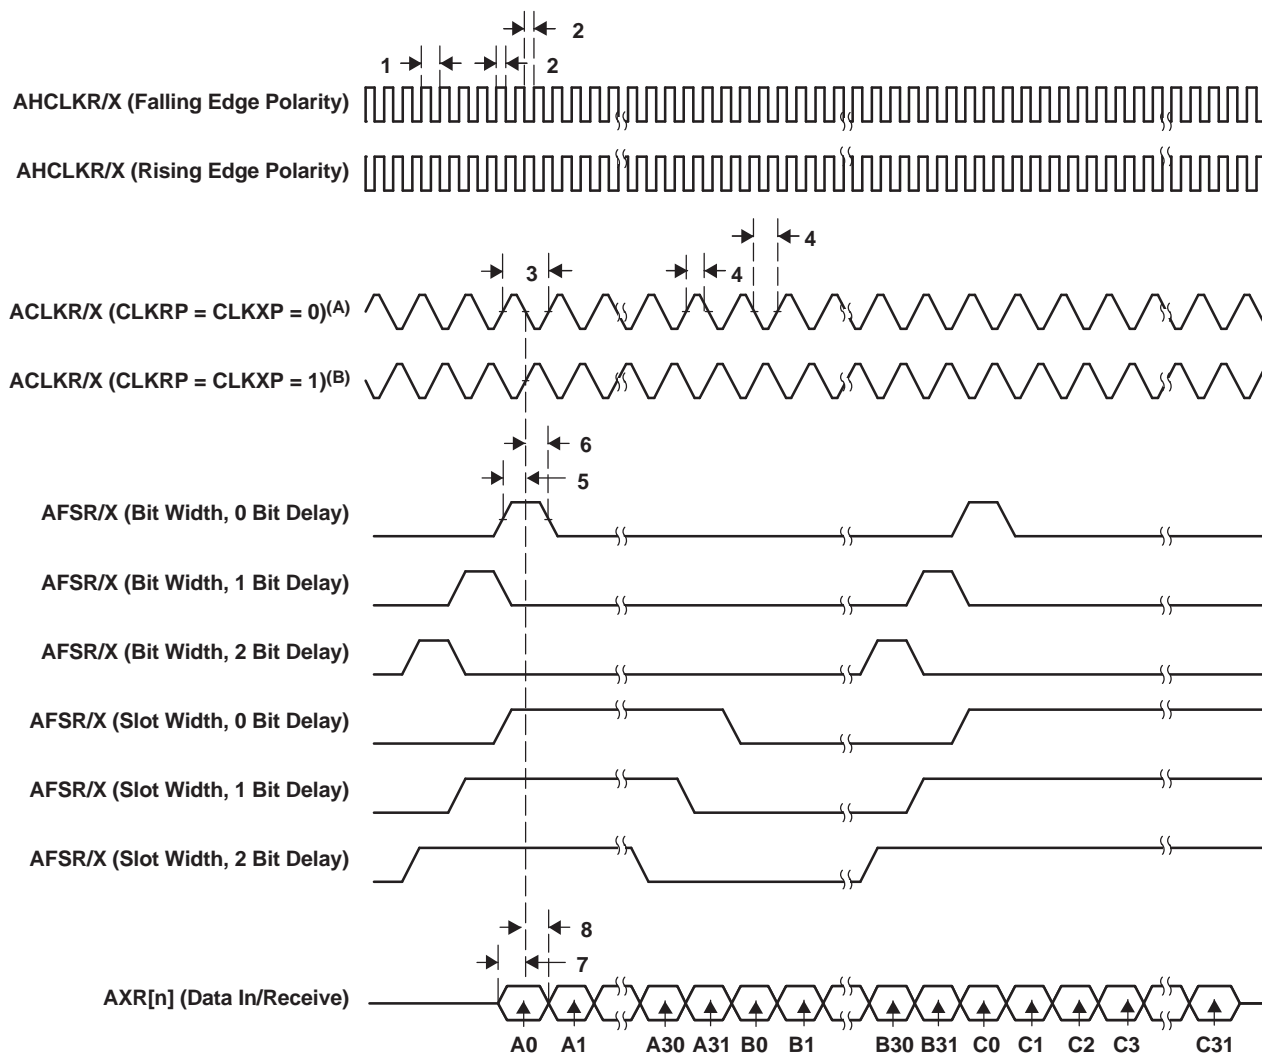 2
1
2
AHCLKR/X (Falling Edge Polarity)
AHCLKR/X (Rising Edge Polarity)
4
3
4
ACLKR/X (CLKRP = CLKXP = 0)(A)
ACLKR/X (CLKRP = CLKXP = 1)(B)
6
5
AFSR/X (Bit Width, 0 Bit Delay)
AFSR/X (Bit Width, 1 Bit Delay)
AFSR/X (Bit Width, 2 Bit Delay)
AFSR/X (Slot Width, 0 Bit Delay)
AFSR/X (Slot Width, 1 Bit Delay)
AFSR/X (Slot Width, 2 Bit Delay)
8
7
AXR[n] (Data In/Receive)
A0 A1 A30 A31 B0 B1 B30 B31 C0 C1 C2 C3 C31